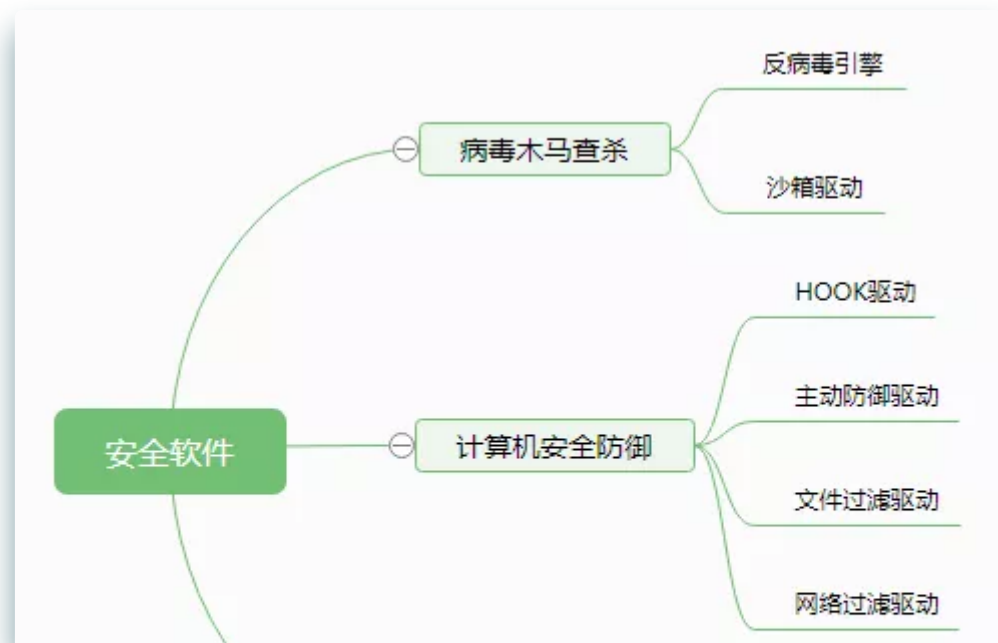 反病毒引擎
病毒木马查杀
沙箱驱动
HOOK驱动
主动防御驱动
安全软件
计算机安全防御
文件过滤驱动
网络过滤驱动